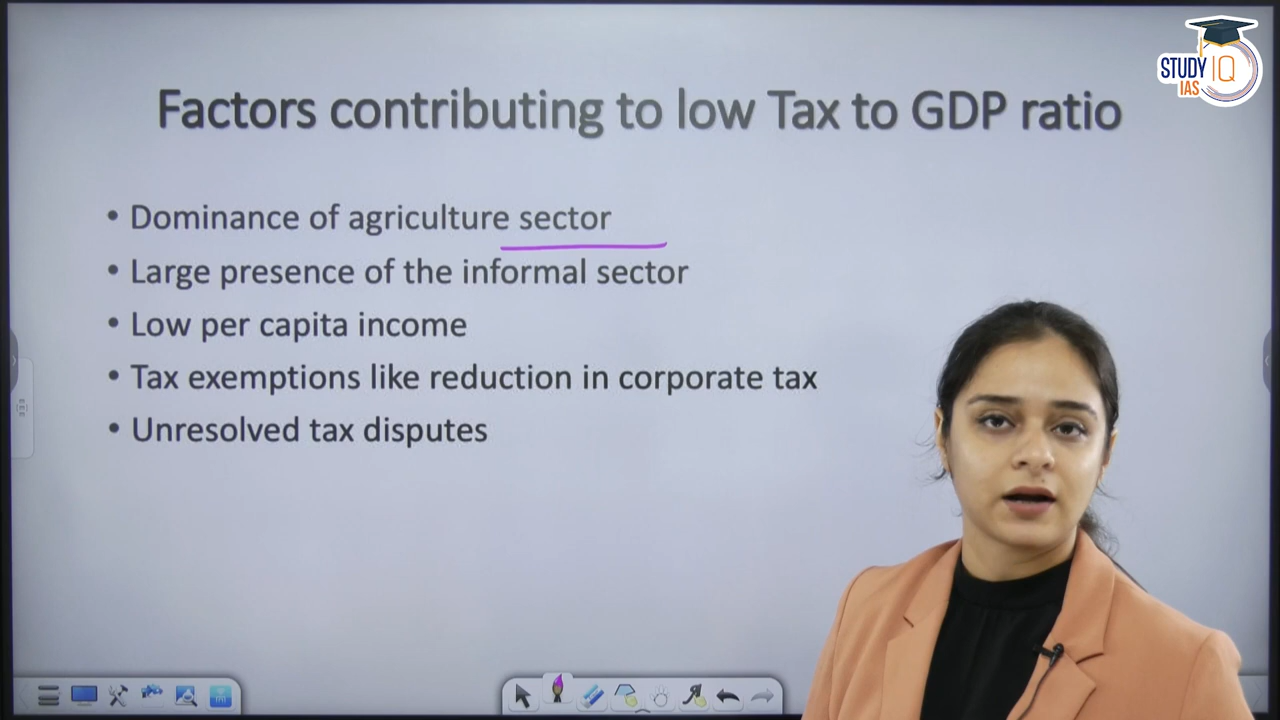 Factors contributing to low Tax to GDP ratio
STUDY IQ
IAS
• Dominance of agriculture sector
• Large presence of the informal sector
• Low per capita income
• Tax exemptions like reduction in corporate tax
• Unresolved tax disputes